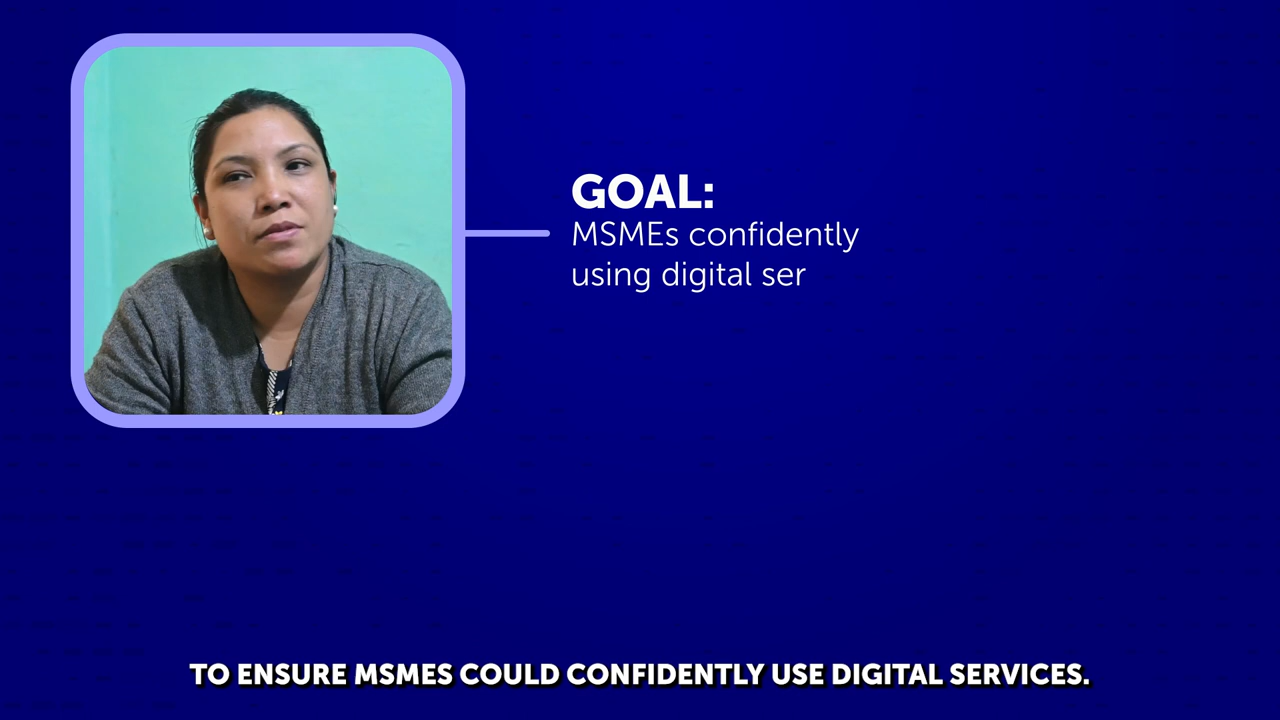 GOAL:
MSMEs confidently
using digital ser
TO ENSURE MSMES COULD CONFIDENTLY USE DIGITAL SERVICES.